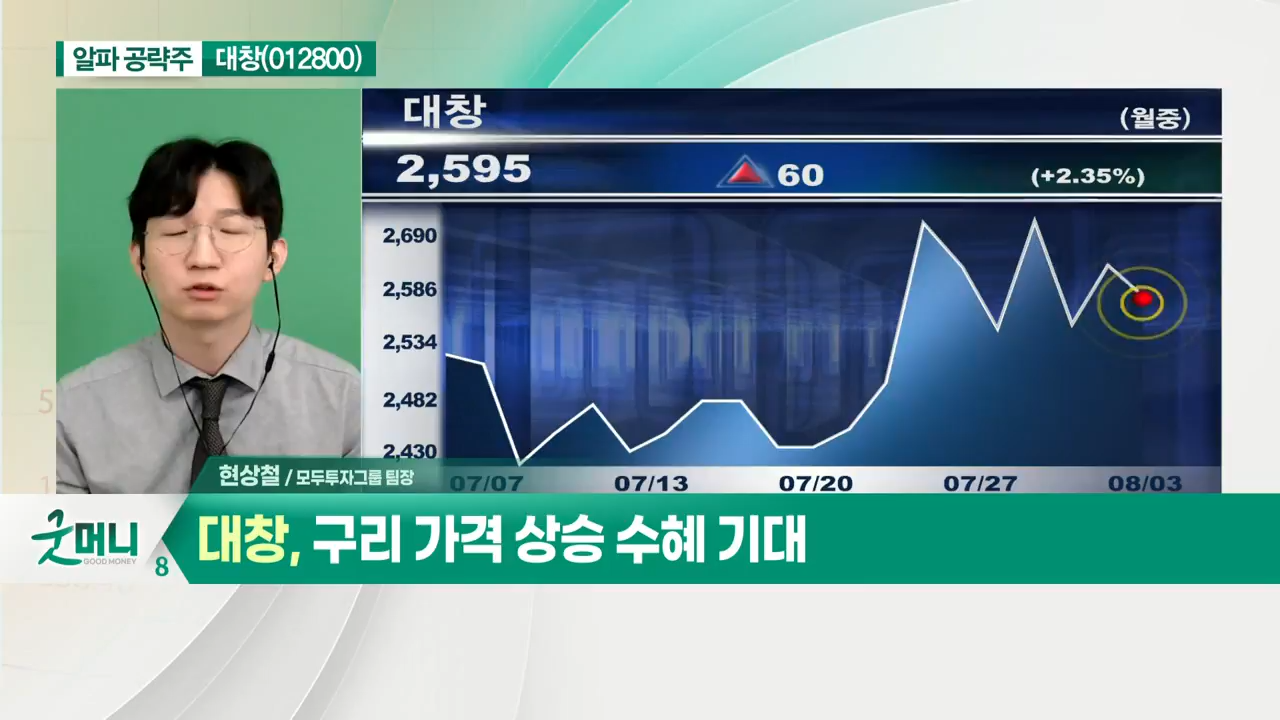 알파 공략주 대창(012800)
대창 (월중)
2,595 60 (+2.35%)
2,690
2,586
2,534
2,482
2,430
07/07 07/13 07/20 07/27 08/03
현상철 / 모두투자그룹 팀장
굿머니
GOOD MONEY
8
대창, 구리 가격 상승 수혜 기대
5
1